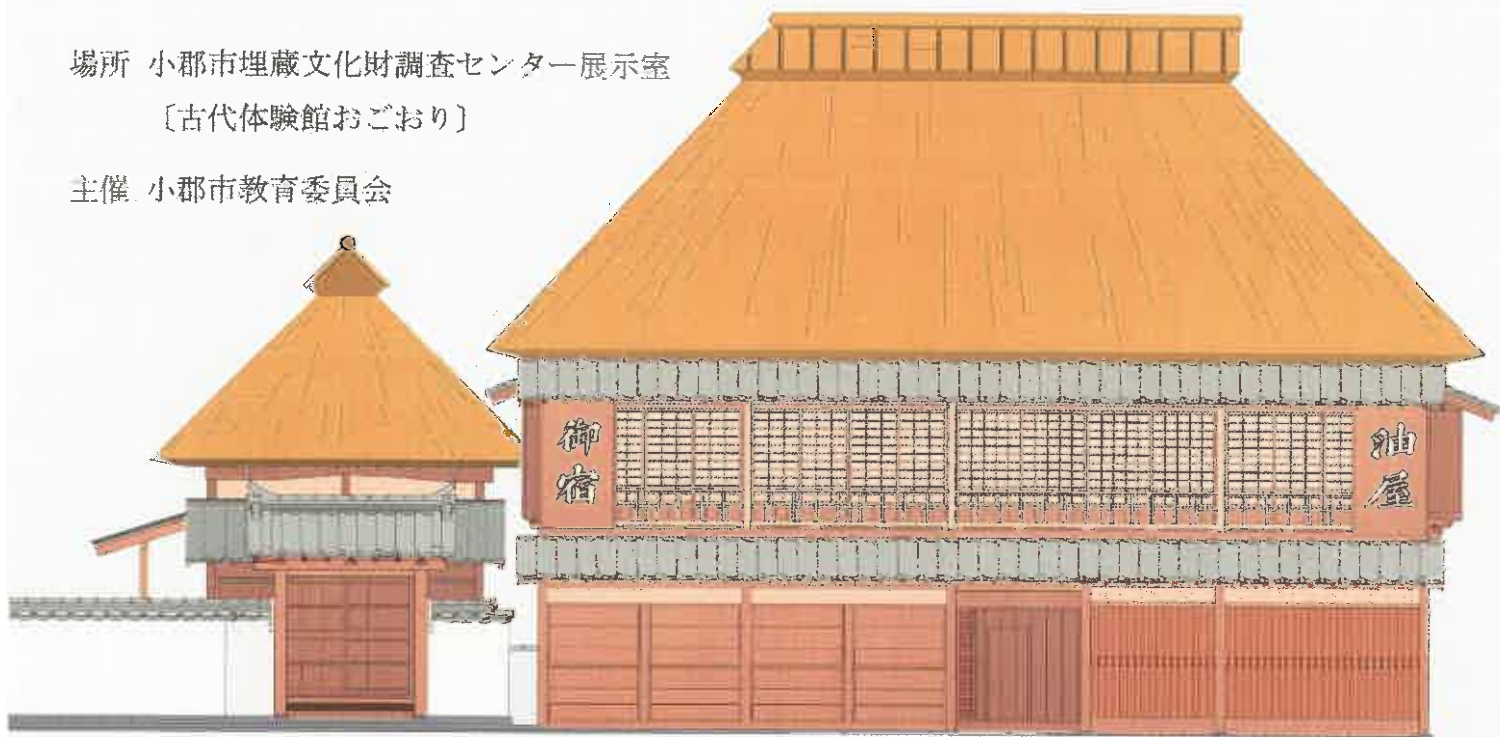 場所 小郡市埋蔵文化財調査センター展示室
〔古代体験館おごおり〕
主催 小郡市教育委員会
御宿
油屋